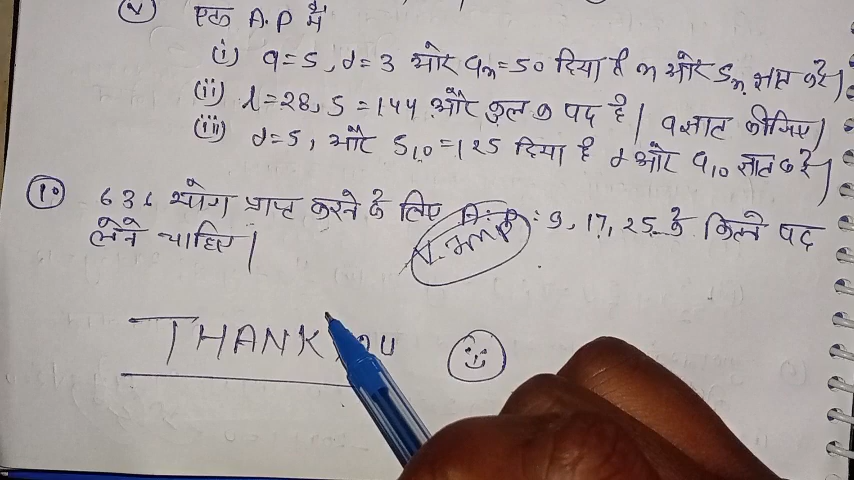 एक A.P में
(i) a=5, d=3 और an=50 दिया है n और Sn ज्ञात करें।
(ii) l=28, S=144 और कुल 9 पद है। a ज्ञात कीजिए।
(iii) d=5, और S10=125 दिया है d और a10 ज्ञात करें।
(10) 636 योग प्राप्त करने के लिए A.P.: 9, 17, 25 के कितने पद
लेने चाहिए।
THANK YOU